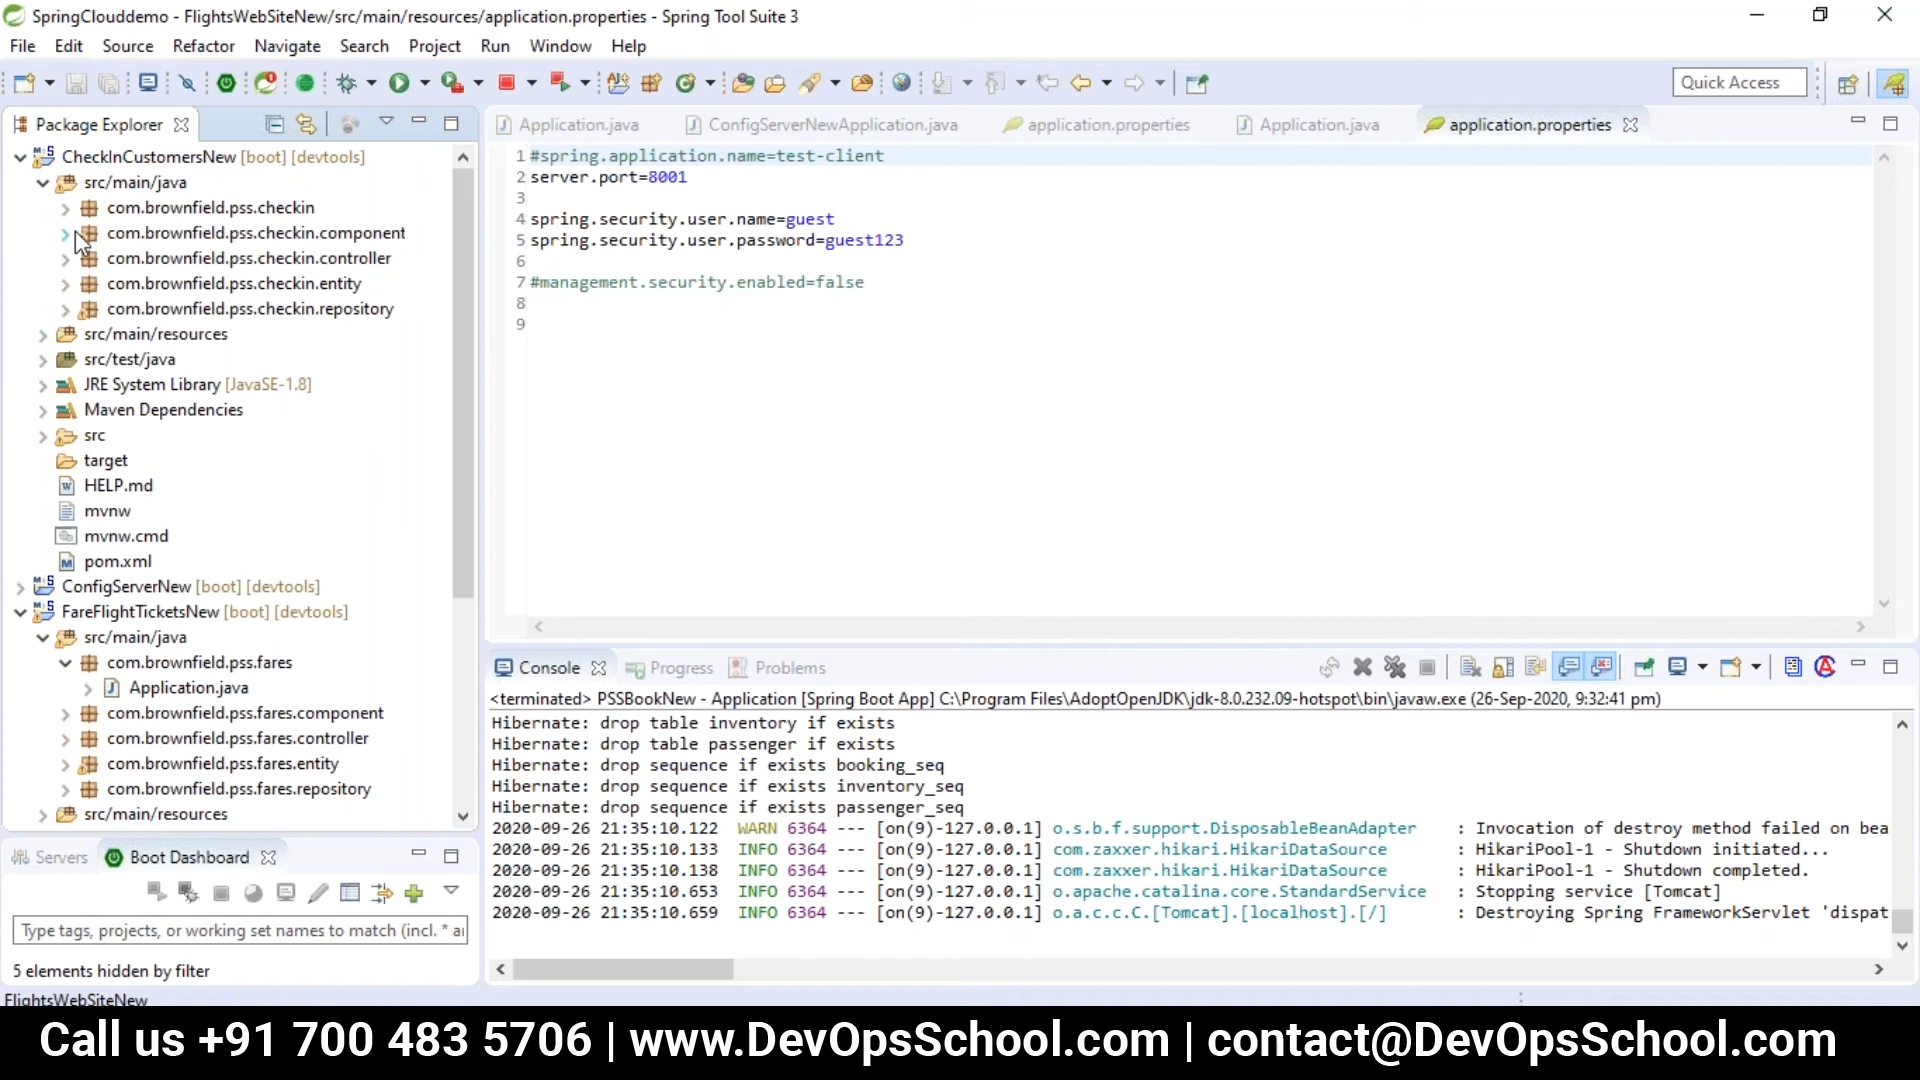 SpringClouddemo - FlightsWebSiteNew/src/main/resources/application.properties - Spring Tool Suite 3
File Edit Source Refactor Navigate Search Project Run Window Help
Quick Access
Package Explorer
Application.java ConfigServerNewApplication.java application.properties Application.java application.properties
CheckInCustomersNew [boot] [devtools]
src/main/java
com.brownfield.pss.checkin
com.brownfield.pss.checkin.component
com.brownfield.pss.checkin.controller
com.brownfield.pss.checkin.entity
com.brownfield.pss.checkin.repository
src/main/resources
src/test/java
JRE System Library [JavaSE-1.8]
Maven Dependencies
src
target
HELP.md
mvnw
mvnw.cmd
pom.xml
ConfigServerNew [boot] [devtools]
FareFlightTicketsNew [boot] [devtools]
src/main/java
com.brownfield.pss.fares
Application.java
com.brownfield.pss.fares.component
com.brownfield.pss.fares.controller
com.brownfield.pss.fares.entity
com.brownfield.pss.fares.repository
src/main/resources
1 #spring.application.name=test-client
2 server.port=8001
3
4 spring.security.user.name=guest
5 spring.security.user.password=guest123
6
7 #management.security.enabled=false
8
9
Console Progress Problems
<terminated> PSSBookNew - Application [Spring Boot App] C:\Program Files\AdoptOpenJDK\jdk-8.0.232.09-hotspot\bin\javaw.exe (26-Sep-2020, 9:32:41 pm)
Hibernate: drop table inventory if exists
Hibernate: drop table passenger if exists
Hibernate: drop sequence if exists booking_seq
Hibernate: drop sequence if exists inventory_seq
Hibernate: drop sequence if exists passenger_seq
2020-09-26 21:35:10.122 WARN 6364 --- [on(9)-127.0.0.1] o.s.b.f.support.DisposableBeanAdapter : Invocation of destroy method failed on bea
2020-09-26 21:35:10.133 INFO 6364 --- [on(9)-127.0.0.1] com.zaxxer.hikari.HikariDataSource : HikariPool-1 - Shutdown initiated...
2020-09-26 21:35:10.138 INFO 6364 --- [on(9)-127.0.0.1] com.zaxxer.hikari.HikariDataSource : HikariPool-1 - Shutdown completed.
2020-09-26 21:35:10.653 INFO 6364 --- [on(9)-127.0.0.1] o.apache.catalina.core.StandardService : Stopping service [Tomcat]
2020-09-26 21:35:10.659 INFO 6364 --- [on(9)-127.0.0.1] o.a.c.c.C.[Tomcat].[localhost].[/] : Destroying Spring FrameworkServlet 'dispat
Servers Boot Dashboard
Type tags, projects, or working set names to match (incl. * a
5 elements hidden by filter
FlightsWebSiteNew
Call us +91 700 483 5706 | www.DevOpsSchool.com | contact@DevOpsSchool.com